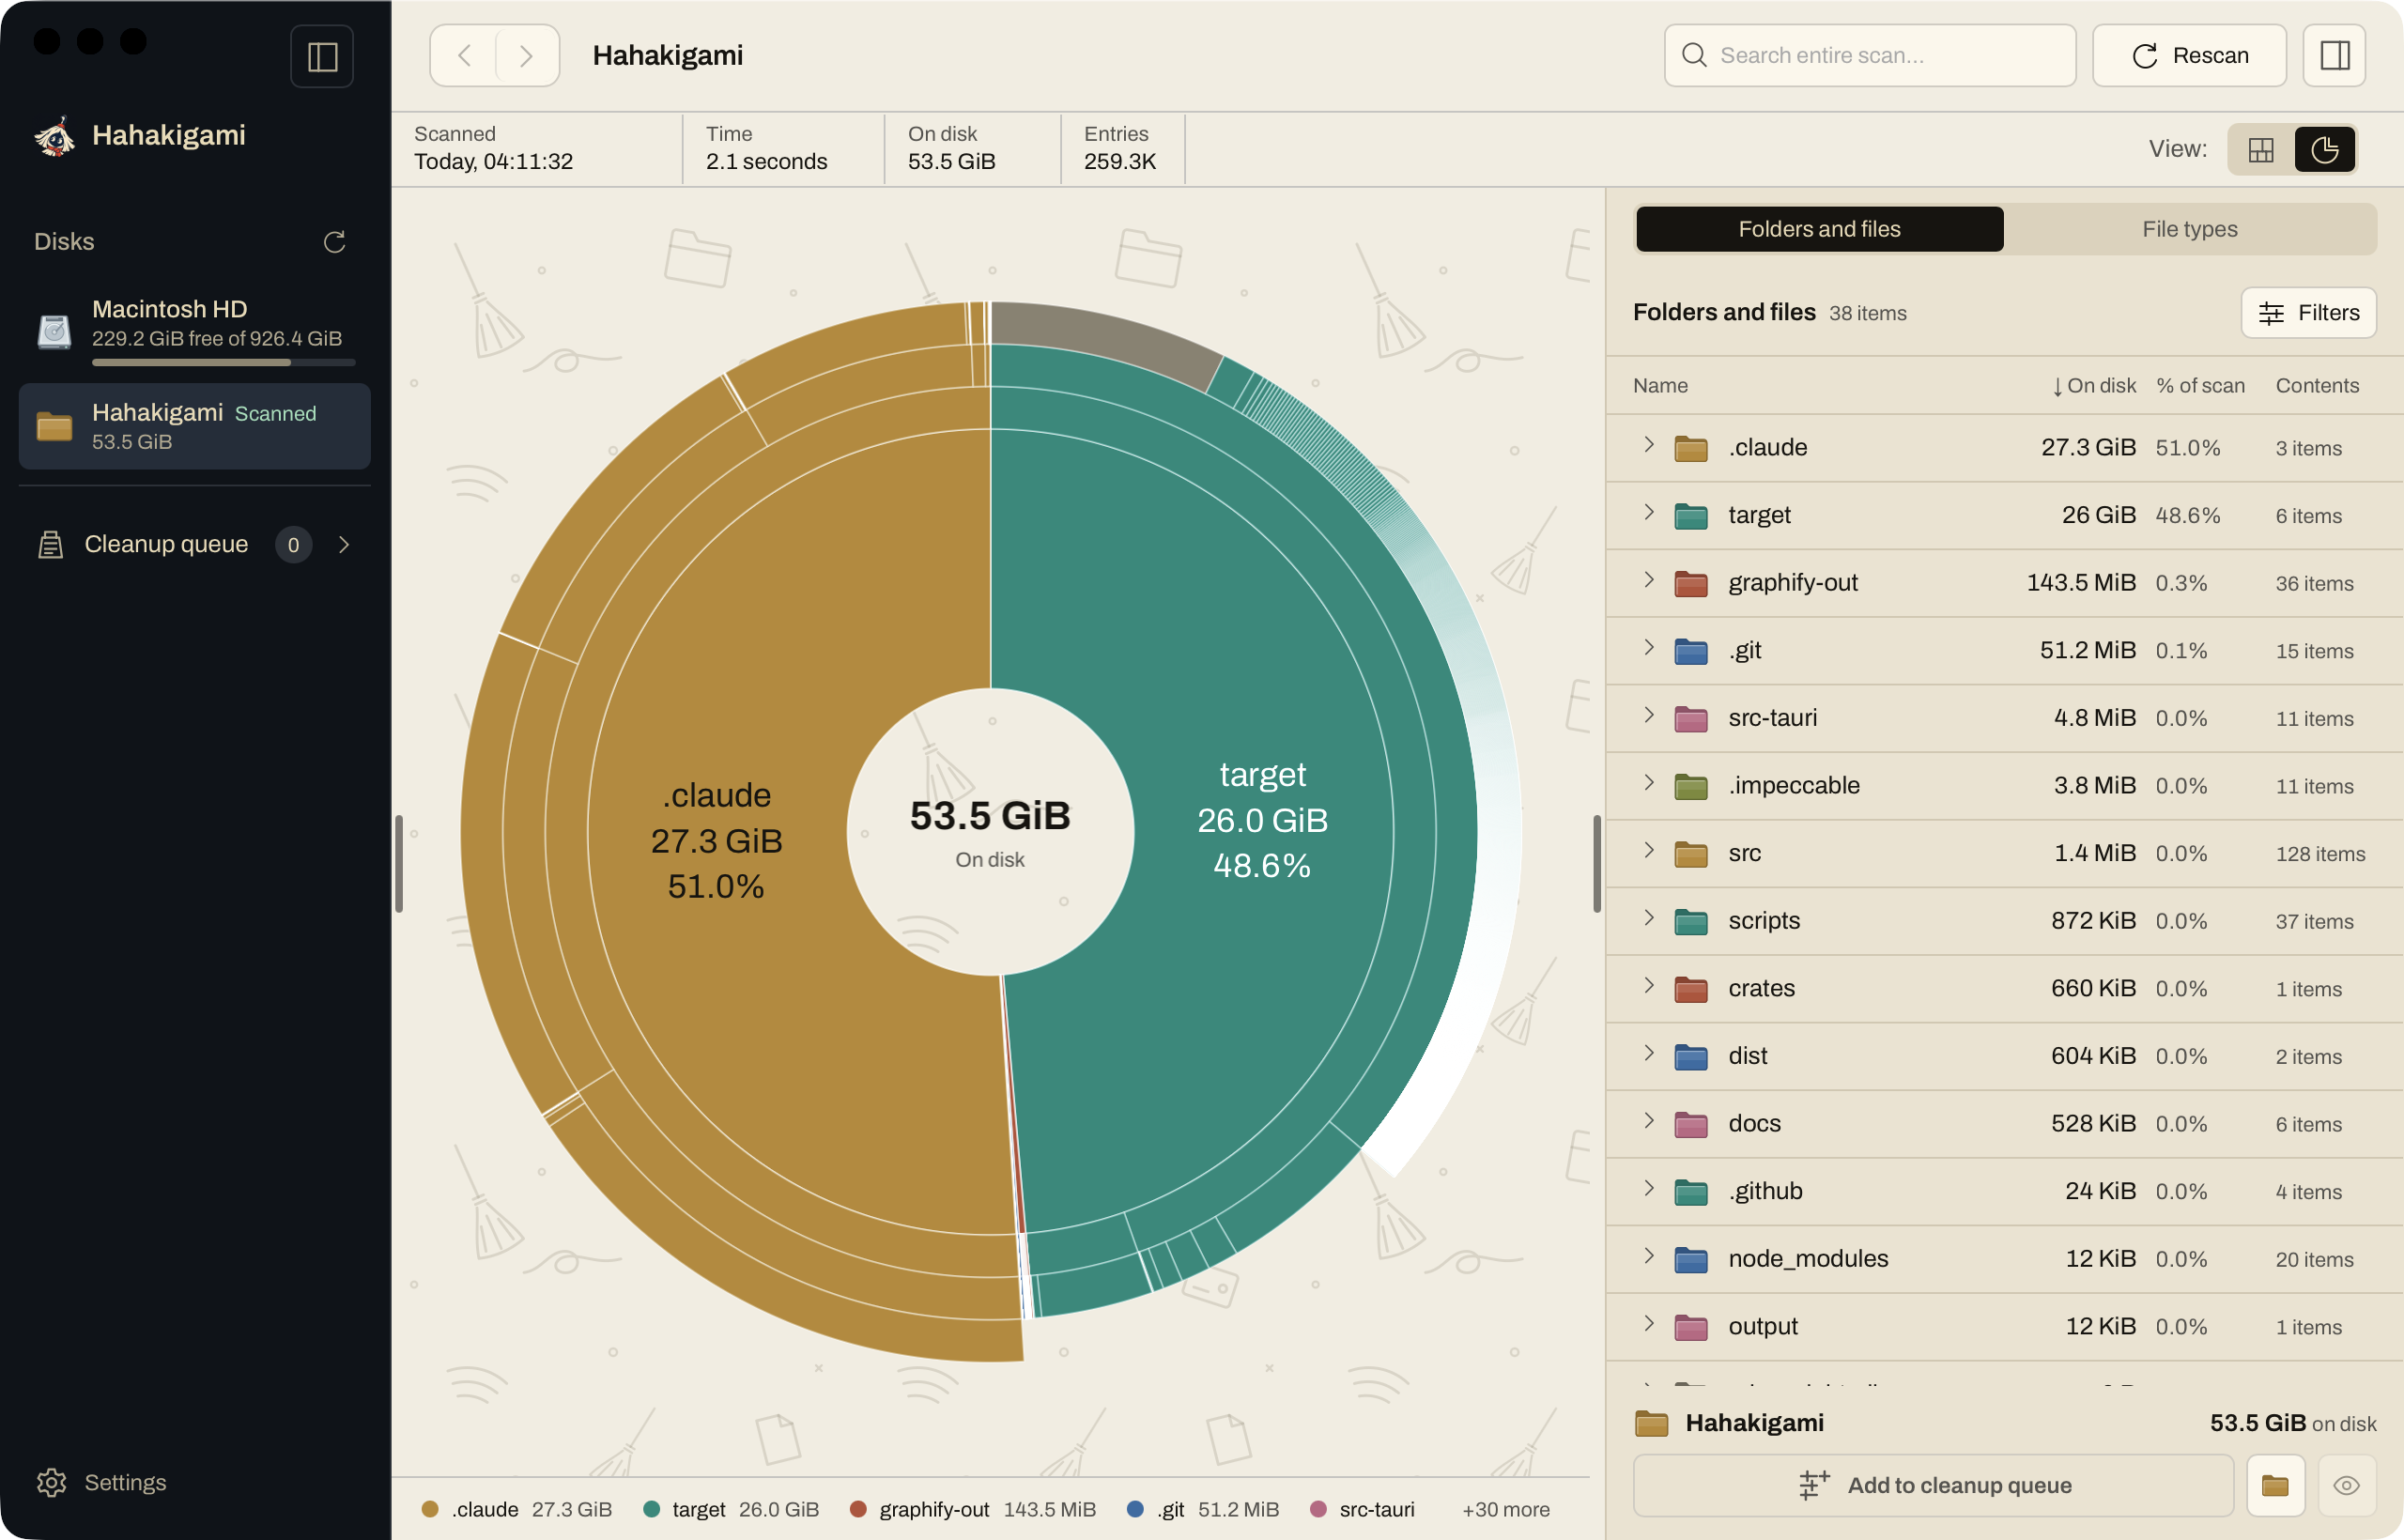 Hahakigami
Search entire scan...
Rescan
Hahakigami
Scanned
Today, 04:11:32
Time
2.1 seconds
On disk
53.5 GiB
Entries
259.3K
View:
Disks
Macintosh HD
229.2 GiB free of 926.4 GiB
Hahakigami Scanned
53.5 GiB
Cleanup queue 0
Settings
.claude
27.3 GiB
51.0%
53.5 GiB
On disk
target
26.0 GiB
48.6%
.claude 27.3 GiB target 26.0 GiB graphify-out 143.5 MiB .git 51.2 MiB src-tauri +30 more
Folders and files
File types
Folders and files 38 items
Filters
Name ↓ On disk % of scan Contents
.claude 27.3 GiB 51.0% 3 items
target 26 GiB 48.6% 6 items
graphify-out 143.5 MiB 0.3% 36 items
.git 51.2 MiB 0.1% 15 items
src-tauri 4.8 MiB 0.0% 11 items
.impeccable 3.8 MiB 0.0% 11 items
src 1.4 MiB 0.0% 128 items
scripts 872 KiB 0.0% 37 items
crates 660 KiB 0.0% 1 items
dist 604 KiB 0.0% 2 items
docs 528 KiB 0.0% 6 items
.github 24 KiB 0.0% 4 items
node_modules 12 KiB 0.0% 20 items
output 12 KiB 0.0% 1 items
Hahakigami 53.5 GiB on disk
Add to cleanup queue